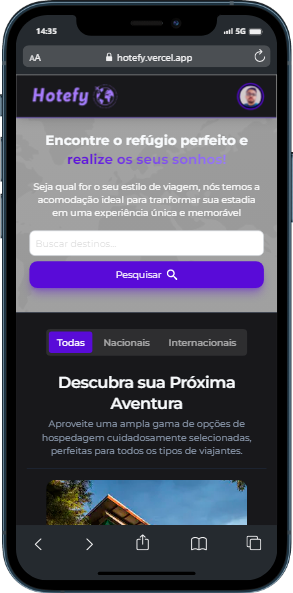 14:35
5G
AA
hotefy.vercel.app
Hotefy
Encontre o refúgio perfeito e
realize os seus sonhos!
Seja qual for o seu estilo de viagem, nós temos a
acomodação ideal para tranformar sua estadia
em uma experiência única e memorável
Buscar destinos...
Pesquisar
Todas Nacionais Internacionais
Descubra sua Próxima
Aventura
Aproveite uma ampla gama de opções de
hospedagem cuidadosamente selecionadas,
perfeitas para todos os tipos de viajantes.